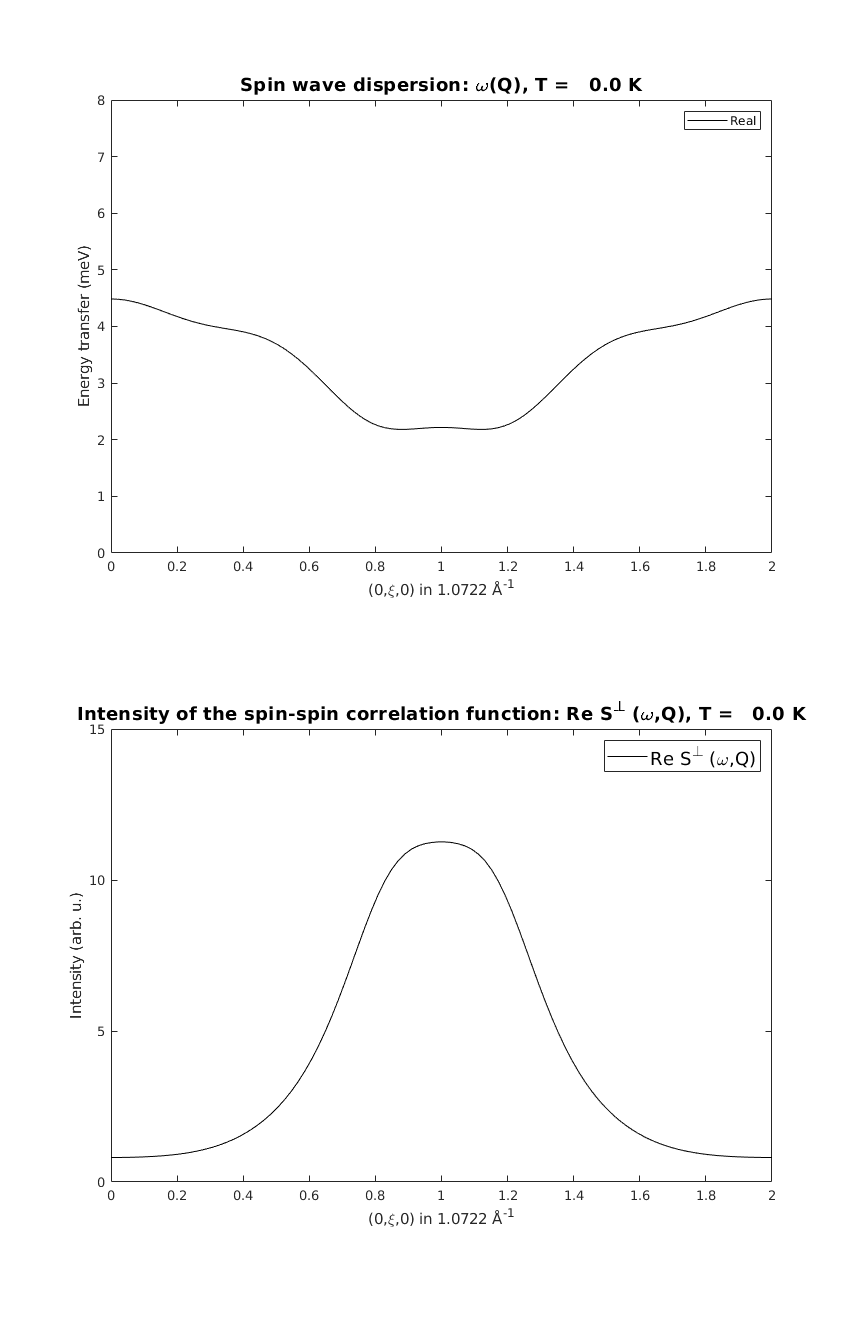 Spin wave dispersion: ω(Q), T =   0.0 K
8
Real
7
6
5
4
3
2
1
0
Energy transfer (meV)
0 0.2 0.4 0.6 0.8 1 1.2 1.4 1.6 1.8 2
(0,ξ,0) in 1.0722 Å⁻¹
Intensity of the spin-spin correlation function: Re S⊥ (ω,Q), T =   0.0 K
15
Re S⊥ (ω,Q)
10
5
0
Intensity (arb. u.)
0 0.2 0.4 0.6 0.8 1 1.2 1.4 1.6 1.8 2
(0,ξ,0) in 1.0722 Å⁻¹